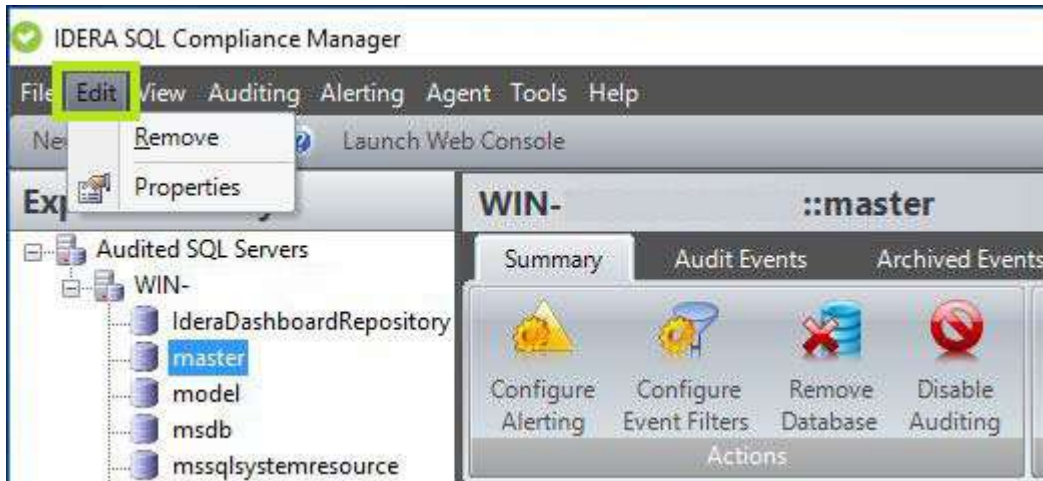 IDERA SQL Compliance Manager
File Edit View Auditing Alerting Agent Tools Help
Launch Web Console
Remove
Properties
WIN- ::master
Audited SQL Servers
WIN-
IderaDashboardRepository
master
model
msdb
mssqlsystemresource
Summary Audit Events Archived Events
Configure Alerting
Configure Event Filters
Remove Database
Disable Auditing
Actions